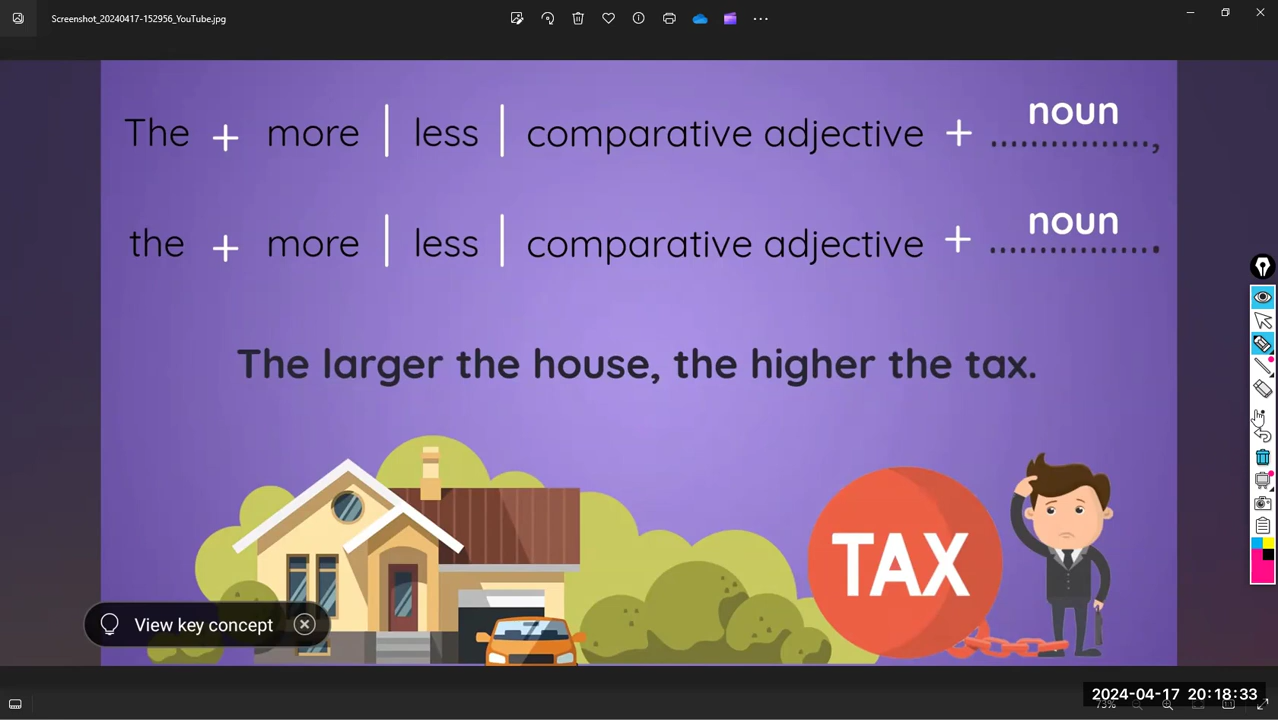 Screenshot_20240417-152956_YouTube.jpg
noun
The + more | less | comparative adjective + ................,
noun
the + more | less | comparative adjective + .................
The larger the house, the higher the tax.
TAX
View key concept
2024-04-17 20:18:33
73%